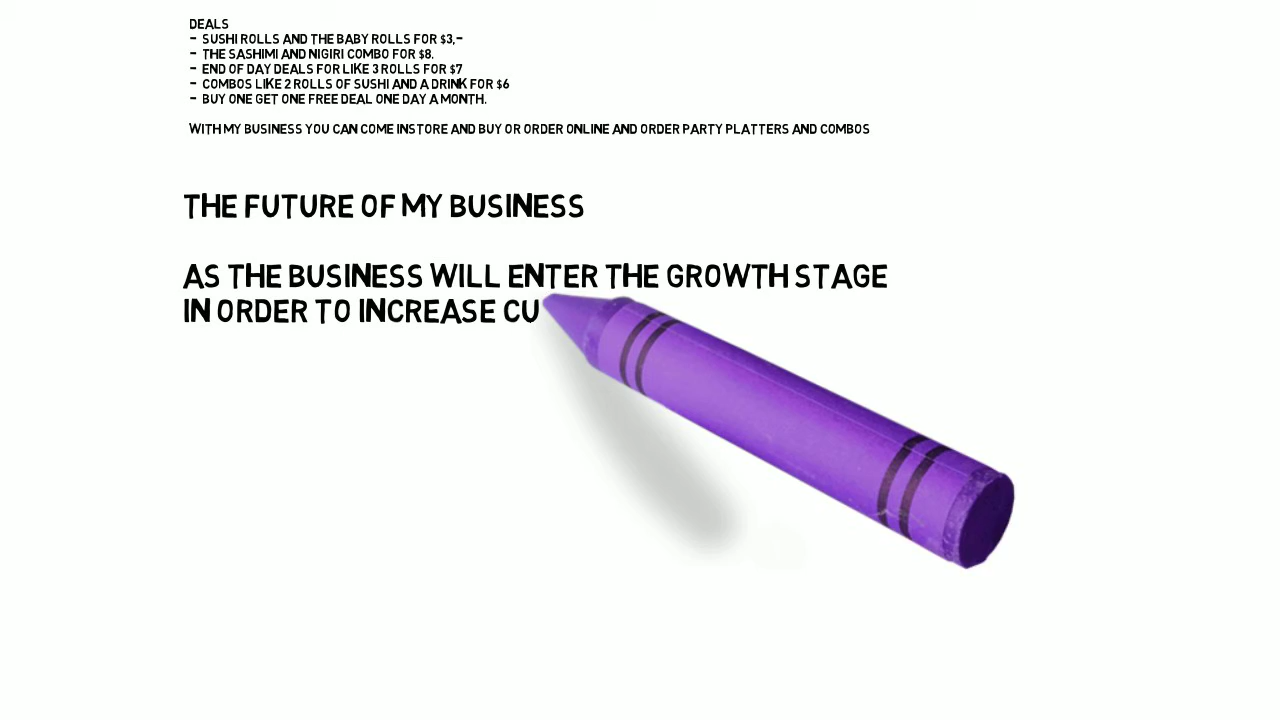 DEALS
- SUSHI ROLLS AND THE BABY ROLLS FOR $3,-
- THE SASHIMI AND NIGIRI COMBO FOR $8.
- END OF DAY DEALS FOR LIKE 3 ROLLS FOR $7
- COMBOS LIKE 2 ROLLS OF SUSHI AND A DRINK FOR $6
- BUY ONE GET ONE FREE DEAL ONE DAY A MONTH.
WITH MY BUSINESS YOU CAN COME INSTORE AND BUY OR ORDER ONLINE AND ORDER PARTY PLATTERS AND COMBOS
THE FUTURE OF MY BUSINESS
AS THE BUSINESS WILL ENTER THE GROWTH STAGE
IN ORDER TO INCREASE CU